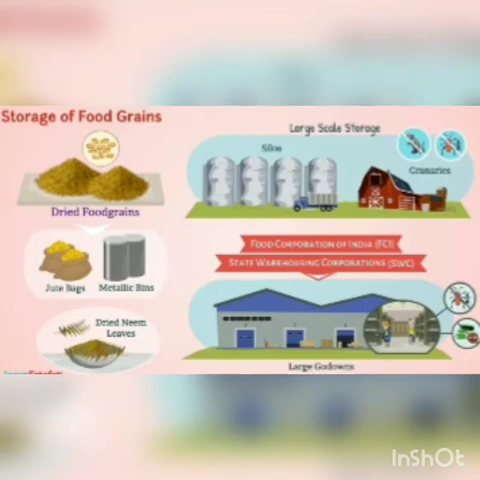 Storage of Food Grains
Dried Foodgrains
Jute Bags
Metallic Bins
Dried Neem
Leaves
Large Scale Storage
Silos
Granaries
FOOD CORPORATION OF INDIA (FCI)
STATE WAREHOUSING CORPORATIONS (SWC)
Large Godowns
InShOt